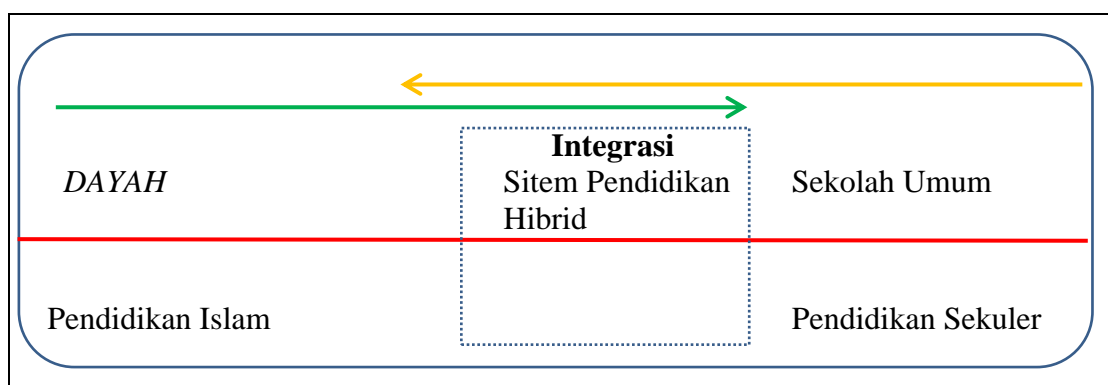 Integrasi
DAYAH
Sitem Pendidikan
Hibrid
Sekolah Umum
Pendidikan Islam
Pendidikan Sekuler